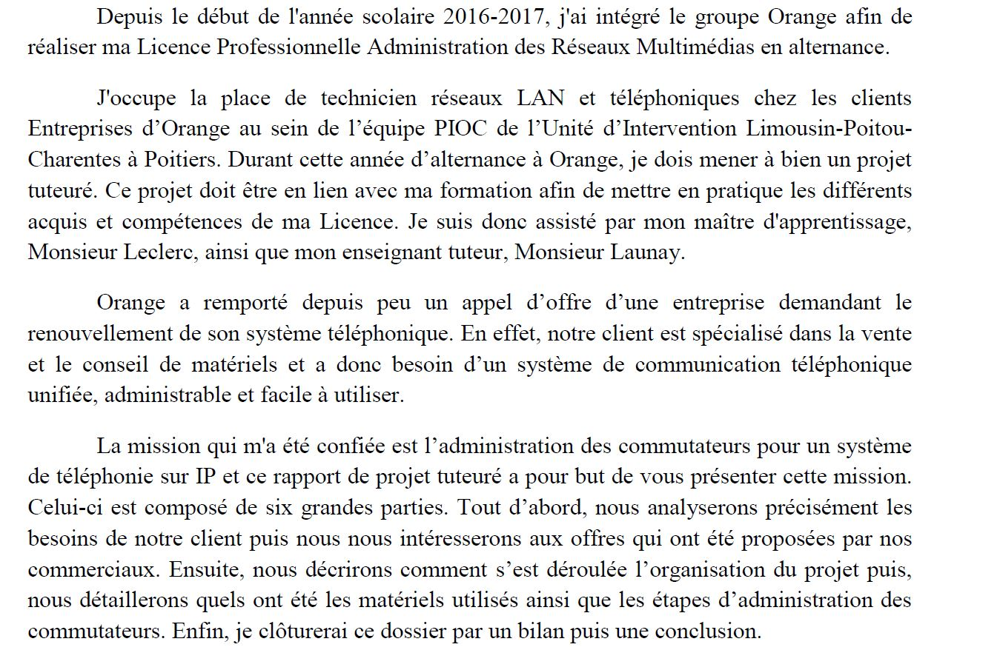 Depuis le début de l'année scolaire 2016-2017, j'ai intégré le groupe Orange afin de
réaliser ma Licence Professionnelle Administration des Réseaux Multimédias en alternance.
J'occupe la place de technicien réseaux LAN et téléphoniques chez les clients
Entreprises d’Orange au sein de l’équipe PIOC de l’Unité d’Intervention Limousin-Poitou-
Charentes à Poitiers. Durant cette année d’alternance à Orange, je dois mener à bien un projet
tuteuré. Ce projet doit être en lien avec ma formation afin de mettre en pratique les différents
acquis et compétences de ma Licence. Je suis donc assisté par mon maître d'apprentissage,
Monsieur Leclerc, ainsi que mon enseignant tuteur, Monsieur Launay.
Orange a remporté depuis peu un appel d’offre d’une entreprise demandant le
renouvellement de son système téléphonique. En effet, notre client est spécialisé dans la vente
et le conseil de matériels et a donc besoin d’un système de communication téléphonique
unifiée, administrable et facile à utiliser.
La mission qui m'a été confiée est l’administration des commutateurs pour un système
de téléphonie sur IP et ce rapport de projet tuteuré a pour but de vous présenter cette mission.
Celui-ci est composé de six grandes parties. Tout d’abord, nous analyserons précisément les
besoins de notre client puis nous nous intéresserons aux offres qui ont été proposées par nos
commerciaux. Ensuite, nous décrirons comment s’est déroulée l’organisation du projet puis,
nous détaillerons quels ont été les matériels utilisés ainsi que les étapes d’administration des
commutateurs. Enfin, je clôturerai ce dossier par un bilan puis une conclusion.